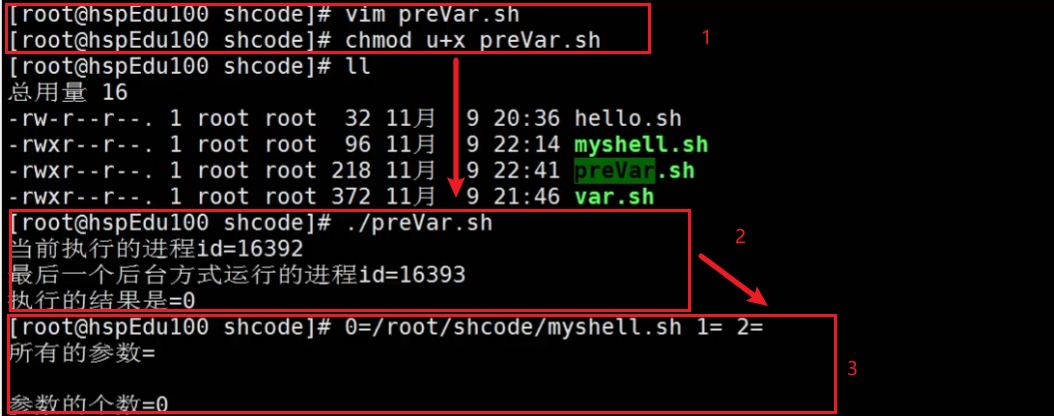 [root@hspEdu100 shcode]# vim preVar.sh
[root@hspEdu100 shcode]# chmod u+x preVar.sh
1
[root@hspEdu100 shcode]# ll
总用量 16
-rw-r--r--. 1 root root 32 11月 9 20:36 hello.sh
-rwxr--r--. 1 root root 96 11月 9 22:14 myshell.sh
-rwxr--r--. 1 root root 218 11月 9 22:41 preVar.sh
-rwxr--r--. 1 root root 372 11月 9 21:46 var.sh
[root@hspEdu100 shcode]# ./preVar.sh
当前执行的进程id=16392
2
最后一个后台方式运行的进程id=16393
执行的结果是=0
[root@hspEdu100 shcode]# 0=/root/shcode/myshell.sh 1= 2=
所有的参数=
3
参数的个数=0